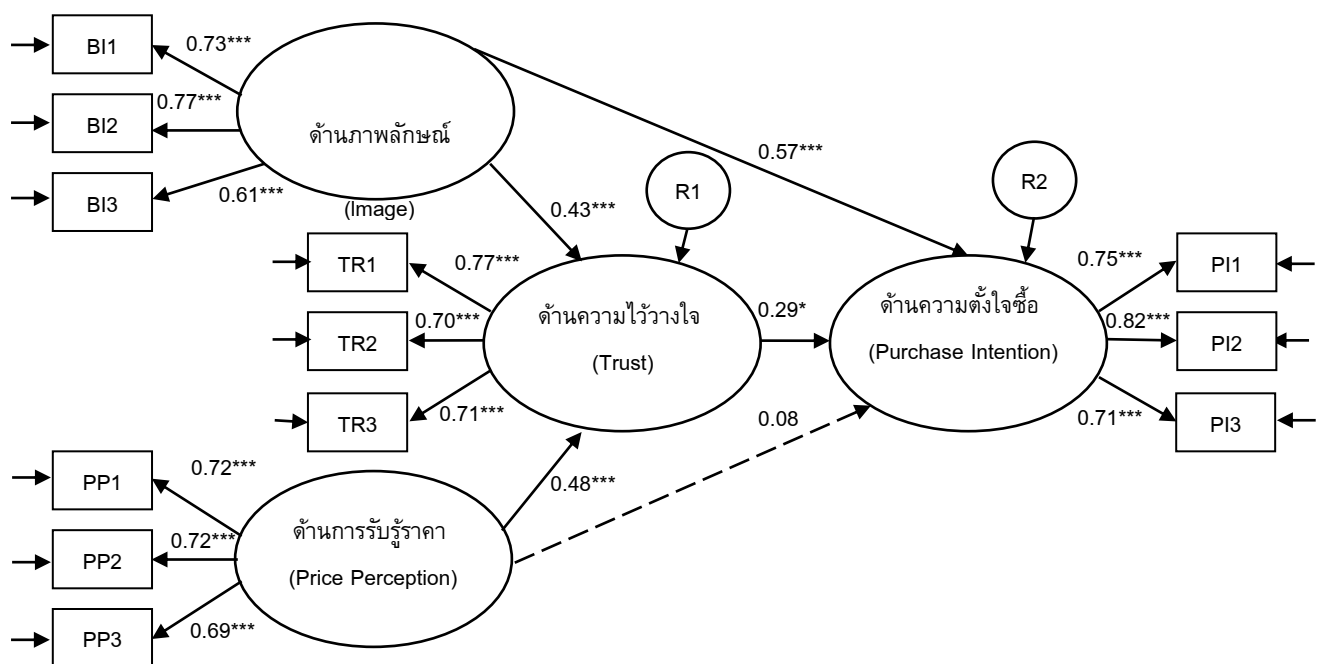 BI1
0.73***
BI2
0.77***
BI3
0.61***
ด้านภาพลักษณ์
(Image)
0.57***
0.43***
R1
R2
TR1
0.77***
TR2
0.70***
TR3
0.71***
ด้านความไว้วางใจ
(Trust)
0.29*
ด้านความตั้งใจซื้อ
(Purchase Intention)
0.75***
PI1
0.82***
PI2
0.71***
PI3
0.08
0.48***
PP1
0.72***
PP2
0.72***
PP3
0.69***
ด้านการรับรู้ราคา
(Price Perception)